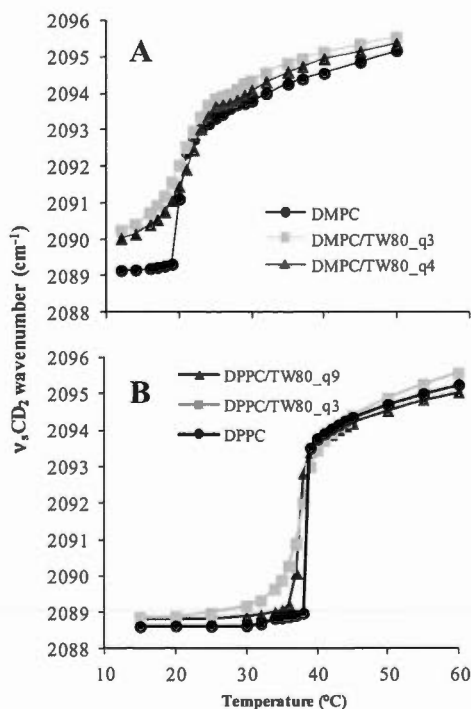 2096
2095
2094
2093
2092
2091
2090
2089
2088
A
DMPC
DMPC/TW80_q3
DMPC/TW80_q4
νsCD2 wavenumber (cm-1)
2096
2095
2094
2093
2092
2091
2090
2089
2088
B
DPPC/TW80_q9
DPPC/TW80_q3
DPPC
10 20 30 40 50 60
Temperature (ºC)